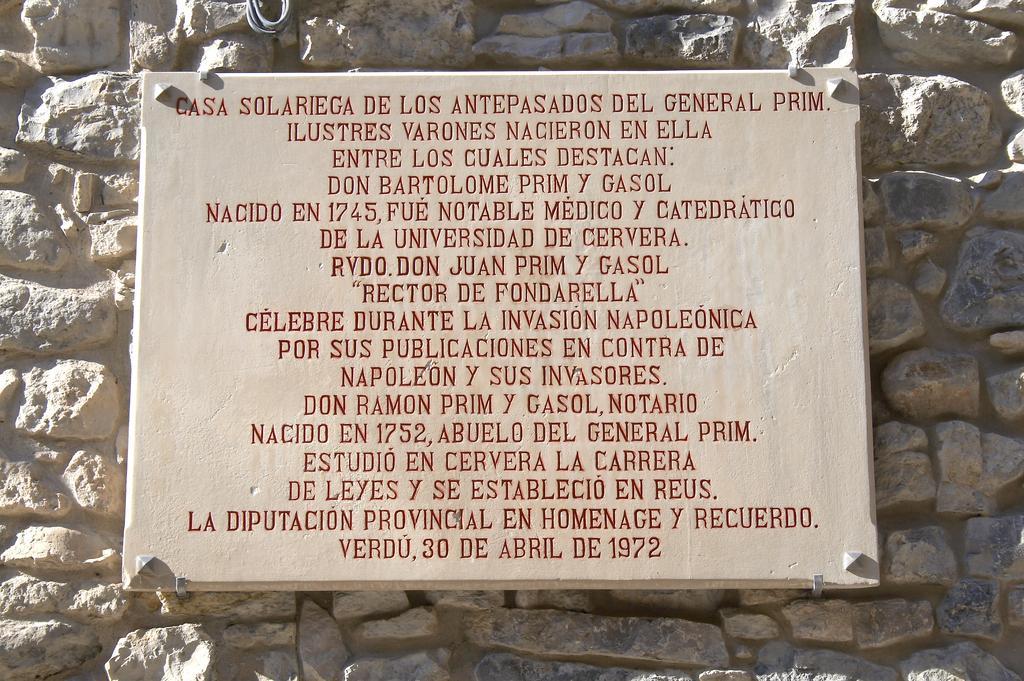 CASA SOLARIEGA DE LOS ANTEPASADOS DEL GENERAL PRIM.
ILUSTRES VARONES NACIERON EN ELLA
ENTRE LOS CUALES DESTACAN:
DON BARTOLOME PRIM Y GASOL
NACIDO EN 1745, FUÉ NOTABLE MÉDICO Y CATEDRÁTICO
DE LA UNIVERSIDAD DE CERVERA.
RVDO. DON JUAN PRIM Y GASOL
"RECTOR DE FONDARELLA"
CÉLEBRE DURANTE LA INVASIÓN NAPOLEÓNICA
POR SUS PUBLICACIONES EN CONTRA DE
NAPOLEÓN Y SUS INVASORES.
DON RAMON PRIM Y GASOL, NOTARIO
NACIDO EN 1752, ABUELO DEL GENERAL PRIM.
ESTUDIÓ EN CERVERA LA CARRERA
DE LEYES Y SE ESTABLECIÓ EN REUS.
LA DIPUTACIÓN PROVINCIAL EN HOMENAGE Y RECUERDO.
VERDÚ, 30 DE ABRIL DE 1972